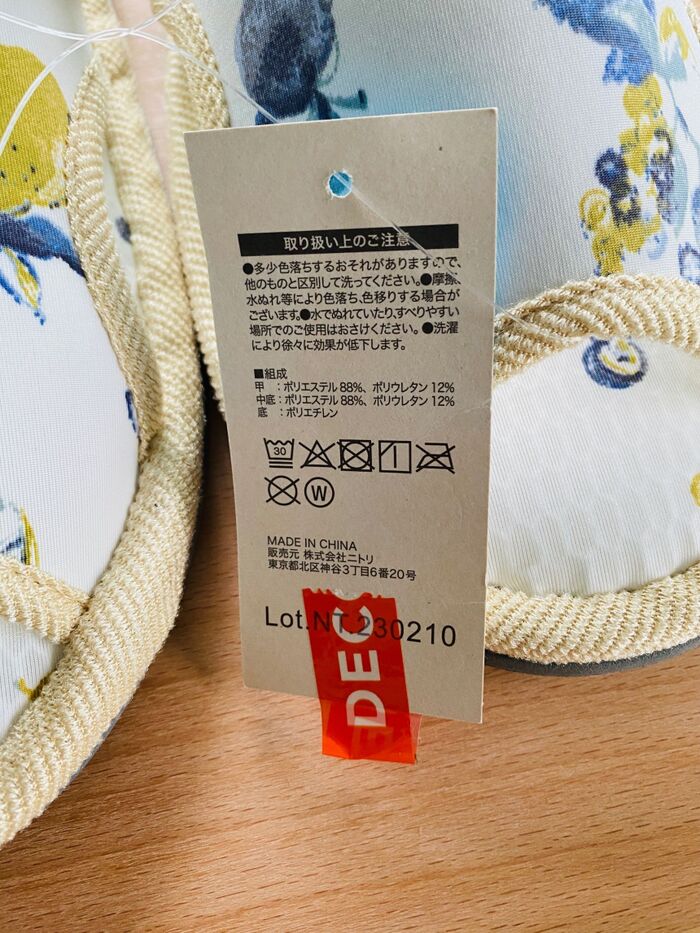 取り扱い上のご注意
●多少色落ちするおそれがありますので、
他のものと区別して洗ってください。●摩擦、
水ぬれ等により色落ち、色移りする場合が
ございます。●水でぬれていたり、すべりやすい
場所でのご使用はおさけください。●洗濯
により徐々に効果が低下します。
■組成
甲 : ポリエステル 88%、ポリウレタン 12%
中底 : ポリエステル 88%、ポリウレタン 12%
底 : ポリエチレン
30
W
MADE IN CHINA
販売元 株式会社ニトリ
東京都北区神谷3丁目6番20号
Lot.NT.230210
DEC